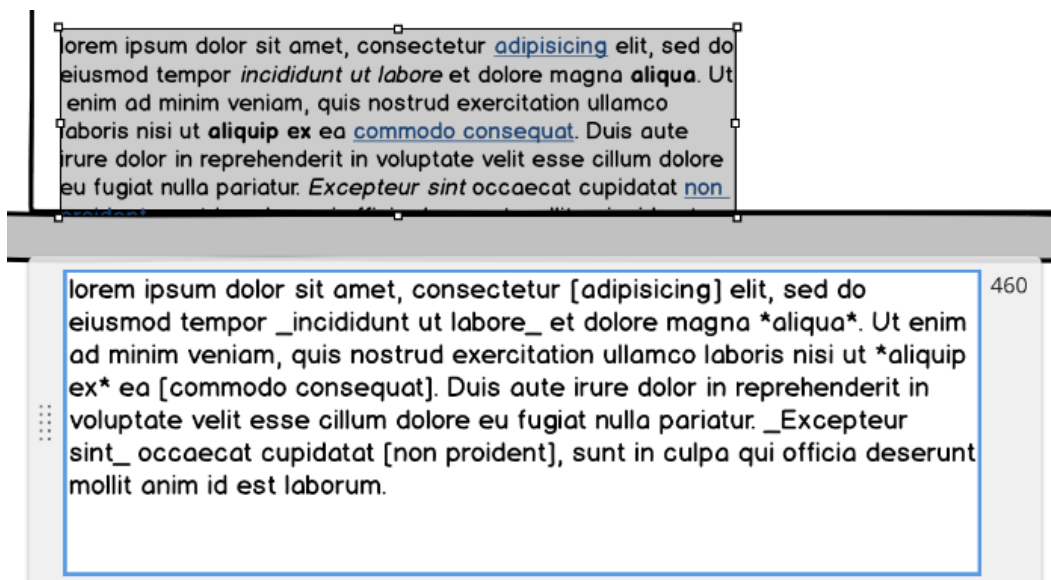 lorem ipsum dolor sit amet, consectetur adipisicing elit, sed do
eiusmod tempor incididunt ut labore et dolore magna aliqua. Ut
enim ad minim veniam, quis nostrud exercitation ullamco
laboris nisi ut aliquip ex ea commodo consequat. Duis aute
irure dolor in reprehenderit in voluptate velit esse cillum dolore
eu fugiat nulla pariatur. Excepteur sint occaecat cupidatat non
lorem ipsum dolor sit amet, consectetur [adipisicing] elit, sed do
eiusmod tempor _incididunt ut labore_ et dolore magna *aliqua*. Ut enim
ad minim veniam, quis nostrud exercitation ullamco laboris nisi ut *aliquip
ex* ea [commodo consequat]. Duis aute irure dolor in reprehenderit in
voluptate velit esse cillum dolore eu fugiat nulla pariatur. _Excepteur
sint_ occaecat cupidatat [non proident], sunt in culpa qui officia deserunt
mollit anim id est laborum.
460